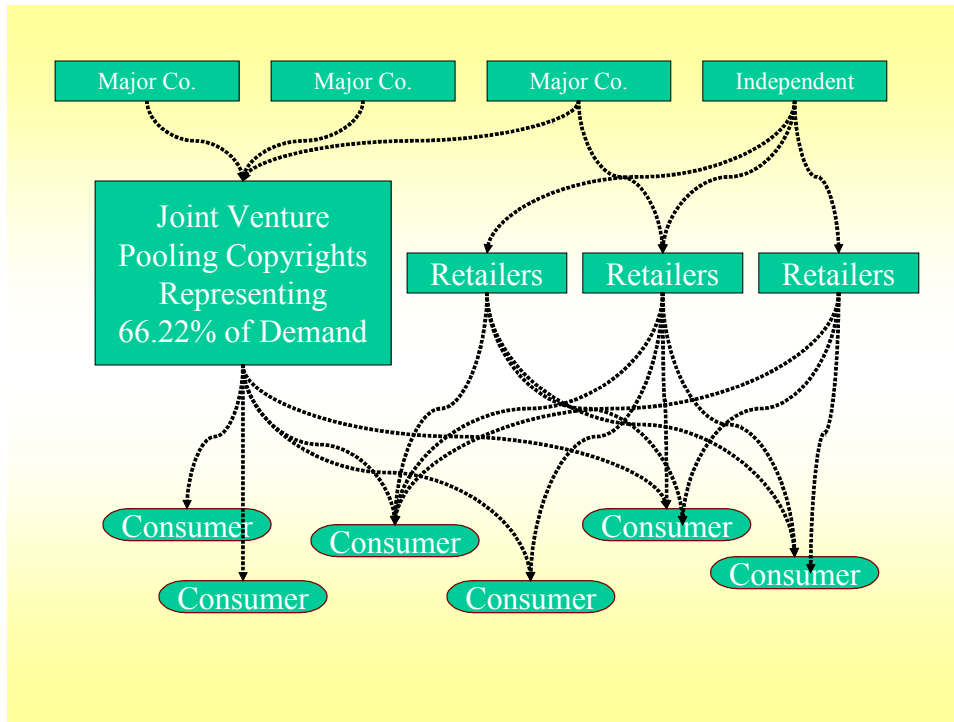 Major Co.
Major Co.
Major Co.
Independent
Joint Venture
Pooling Copyrights
Representing
66.22% of Demand
Retailers
Retailers
Retailers
Consumer
Consumer
Consumer
Consumer
Consumer
Consumer